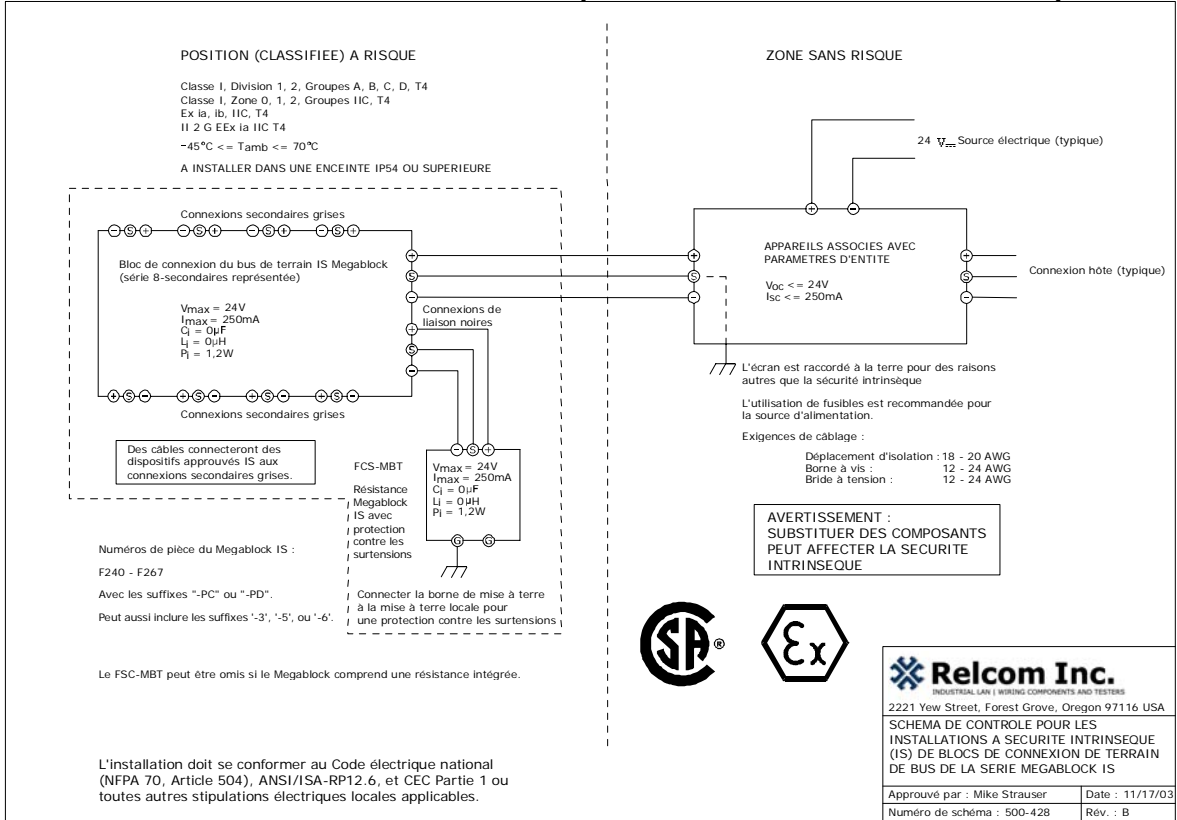 POSITION (CLASSIFIEE) A RISQUE
Classe I, Division 1, 2, Groupes A, B, C, D, T4
Classe I, Zone 0, 1, 2, Groupes IIC, T4
Ex ia, ib, IIC, T4
II 2 G EEx ia IIC T4
-45°C <= Tamb <= 70°C
A INSTALLER DANS UNE ENCEINTE IP54 OU SUPERIEURE
Connexions secondaires grises
- S + - S + - S + - S +
Bloc de connexion du bus de terrain IS Megablock
(série 8-secondaires représentée)
Vmax = 24V
Imax = 250mA
Ci = 0µF
Li = 0µH
Pi = 1,2W
+
S
-
Connexions de
liaison noires
+
S
-
+ S - + S - + S - + S -
Connexions secondaires grises
Des câbles connecteront des
dispositifs approuvés IS aux
connexions secondaires grises.
FCS-MBT
Résistance
Megablock
IS avec
protection
contre les
surtensions
- S +
Vmax = 24V
Imax = 250mA
Ci = 0µF
Li = 0µH
Pi = 1,2W
G G
Connecter la borne de mise à terre
à la mise à terre locale pour
une protection contre les surtensions
Numéros de pièce du Megablock IS :
F240 - F267
Avec les suffixes "-PC" ou "-PD".
Peut aussi inclure les suffixes '-3', '-5', ou '-6'.
Le FSC-MBT peut être omis si le Megablock comprend une résistance intégrée.
L'installation doit se conformer au Code électrique national
(NFPA 70, Article 504), ANSI/ISA-RP12.6, et CEC Partie 1 ou
toutes autres stipulations électriques locales applicables.
ZONE SANS RISQUE
24 V Source électrique (typique)
+ -
APPAREILS ASSOCIES AVEC
PARAMETRES D'ENTITE
Voc <= 24V
Isc <= 250mA
+
S
-
+
S
-
Connexion hôte (typique)
L'écran est raccordé à la terre pour des raisons
autres que la sécurité intrinsèque
L'utilisation de fusibles est recommandée pour
la source d'alimentation.
Exigences de câblage :
Déplacement d'isolation : 18 - 20 AWG
Borne à vis : 12 - 24 AWG
Bride à tension : 12 - 24 AWG
AVERTISSEMENT :
SUBSTITUER DES COMPOSANTS
PEUT AFFECTER LA SECURITE
INTRINSEQUE
CSA ®
Ex
Relcom Inc.
INDUSTRIAL LAN | WIRING COMPONENTS AND TESTERS
2221 Yew Street, Forest Grove, Oregon 97116 USA
SCHEMA DE CONTROLE POUR LES
INSTALLATIONS A SECURITE INTRINSEQUE
(IS) DE BLOCS DE CONNEXION DE TERRAIN
DE BUS DE LA SERIE MEGABLOCK IS
Approuvé par : Mike Strauser Date : 11/17/03
Numéro de schéma : 500-428 Rév. : B